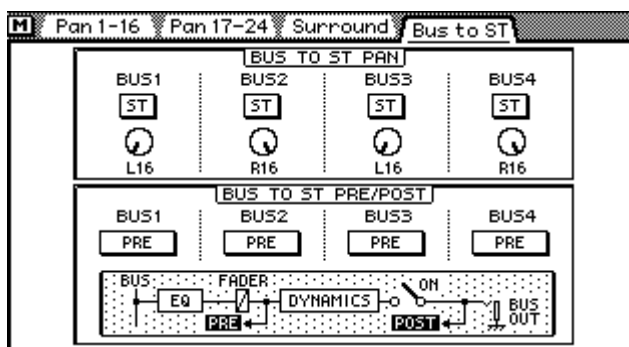 M Pan 1-16 Pan 17-24 Surround Bus to ST
BUS TO ST PAN
BUS1 BUS2 BUS3 BUS4
ST ST ST ST
L16 R16 L16 R16
BUS TO ST PRE/POST
BUS1 BUS2 BUS3 BUS4
PRE PRE PRE PRE
BUS FADER ON
EQ DYNAMICS BUS
PRE POST OUT